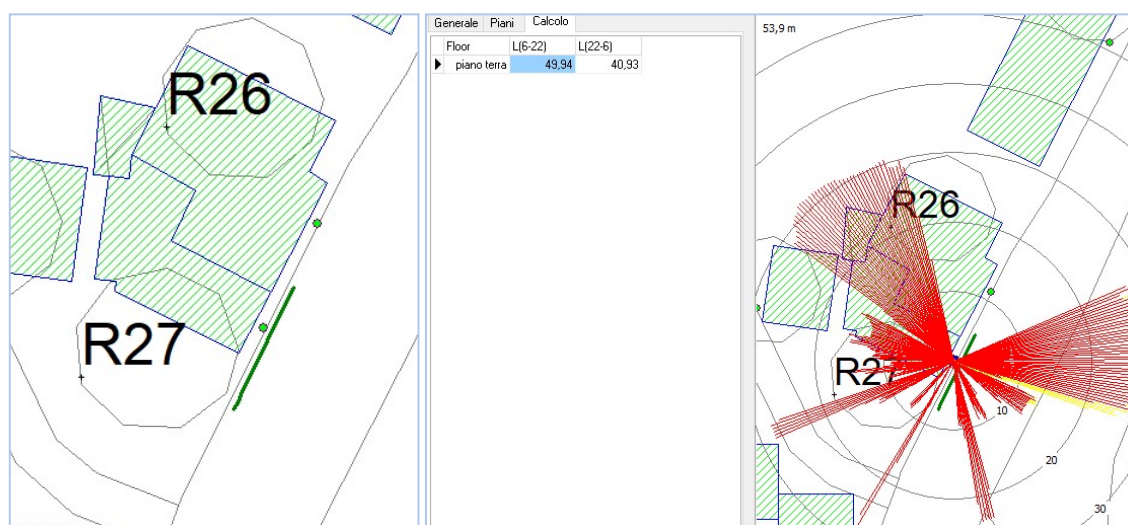 R26
R27
Generale Piani Calcolo
Floor L(6-22) L(22-6)
piano terra 49,94 40,93
53,9 m
R26
R27
10
20
30